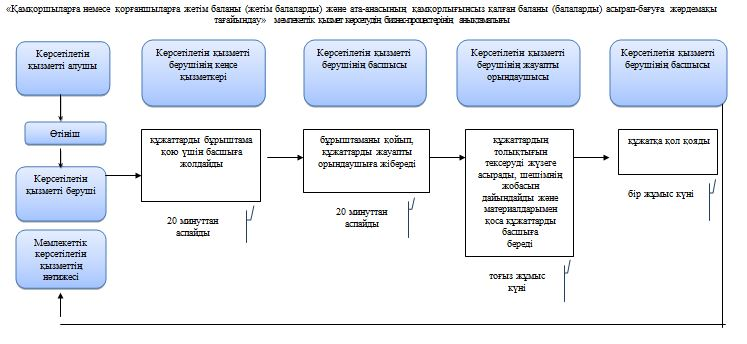 «Қамқоршыларға немесе қорғаншыларға жетім баланы (жетім балаларды) және ата-анасының қамқорлығынсыз қалған баланы (балаларды) асырап-бағуға жәрдемақы
тағайындау» мемлекетік қызмет көрсетудің бизнес-процестерінің анықтамалығы
Көрсетілетін
қызметті алушы
Көрсетілетін қызметті
берушінің кеңсе
қызметкері
Көрсетілетін қызметті
берушінің басшысы
Көрсетілетін қызметті
берушінің жауапты
орындаушысы
Көрсетілетін қызметті
берушінің басшысы
Өтініш
Көрсетілетін
қызметті беруші
құжаттарды бұрыштама
қою үшін басшыға
жолдайды
бұрыштаманы қойып,
құжаттарды жауапты
орындаушыға жібереді
құжаттардың
толықтығын
тексеруді жүзеге
асырады, шешімнің
жобасын
дайындайды және
материалдарымен
қоса құжаттарды
басшыға
береді
құжатқа қол қояды
20 минуттан
аспайды
20 минуттан
аспайды
тоғыз жұмыс
күні
бір жұмыс күні
Мемлекеттік
көрсетілетін
қызметтің
нәтижесі